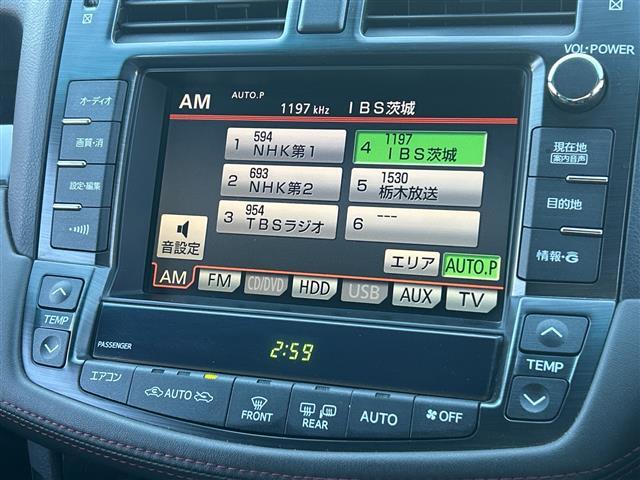 VOL·POWER
オーディオ
画質・消
設定・編集
AM AUTO.P 1197 kHz IBS茨城
1 594 NHK第1
4 1197 IBS茨城
2 693 NHK第2
5 1530 栃木放送
3 954 TBSラジオ
6 ---
音設定
エリア AUTO.P
AM FM CD/DVD HDD USB AUX TV
現在地
案内音声
目的地
情報・G
TEMP
TEMP
PASSENGER
2:59
エアコン
AUTO
FRONT
REAR
AUTO
OFF